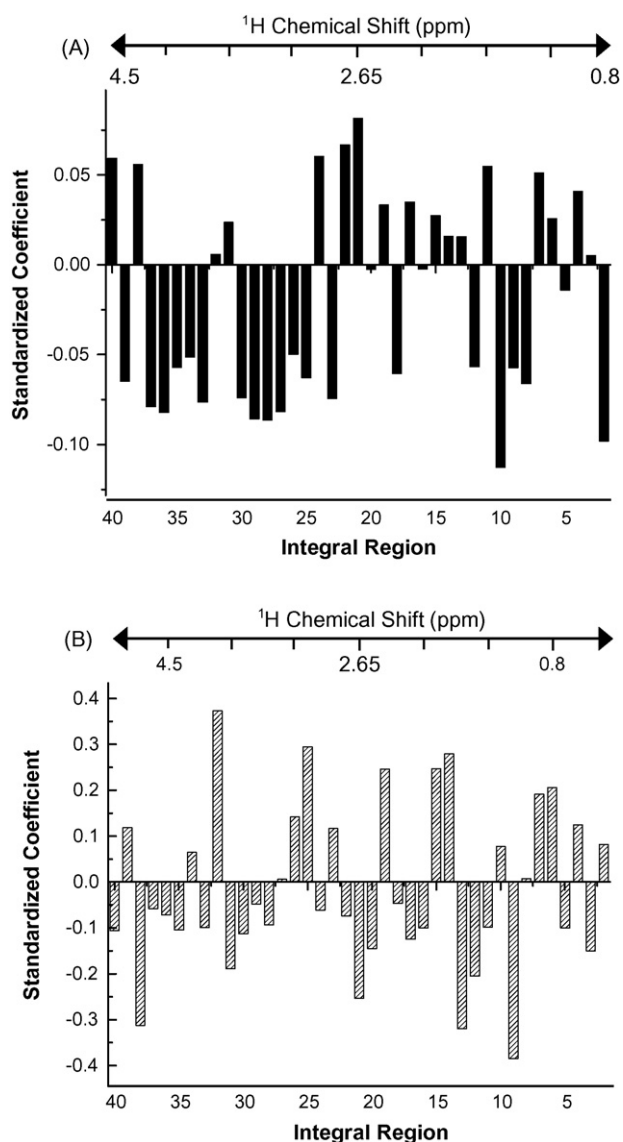 (A)
¹H Chemical Shift (ppm)
4.5 2.65 0.8
0.05
0.00
-0.05
-0.10
Standardized Coefficient
40 35 30 25 20 15 10 5
Integral Region
(B)
¹H Chemical Shift (ppm)
4.5 2.65 0.8
0.4
0.3
0.2
0.1
0.0
-0.1
-0.2
-0.3
-0.4
Standardized Coefficient
40 35 30 25 20 15 10 5
Integral Region